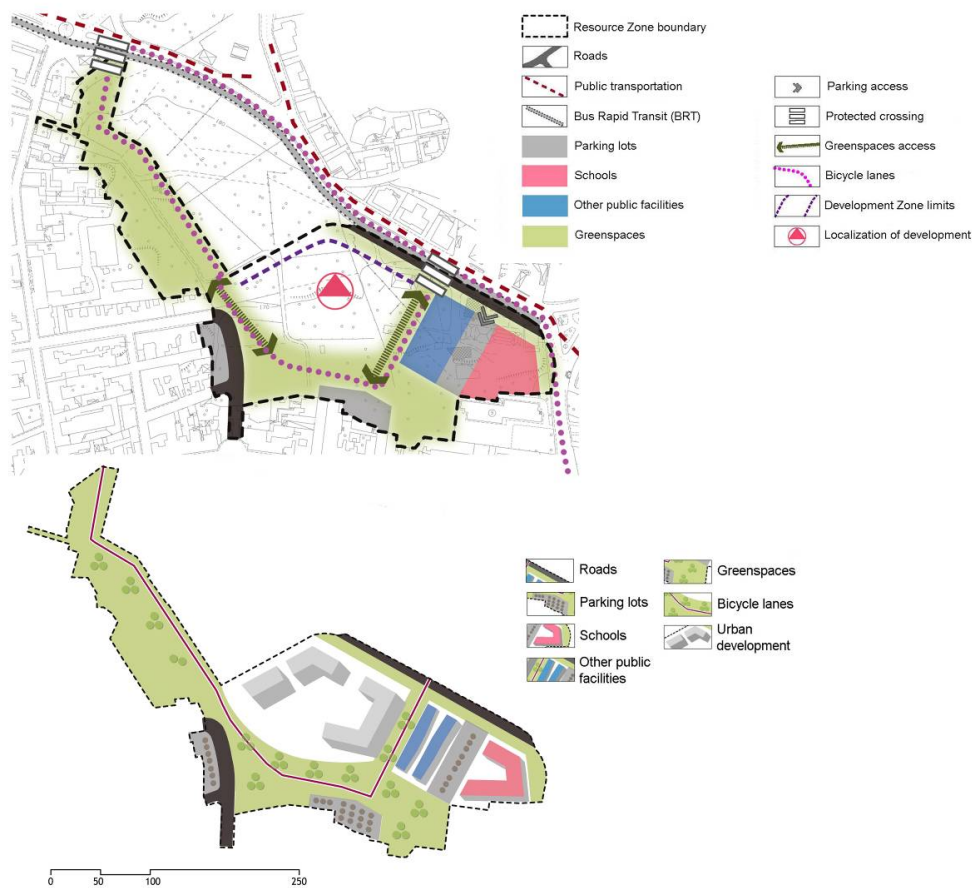 Resource Zone boundary
Roads
Public transportation
Bus Rapid Transit (BRT)
Parking lots
Schools
Other public facilities
Greenspaces
Parking access
Protected crossing
Greenspaces access
Bicycle lanes
Development Zone limits
Localization of development
Roads
Parking lots
Schools
Other public
facilities
Greenspaces
Bicycle lanes
Urban
development
0 50 100 250